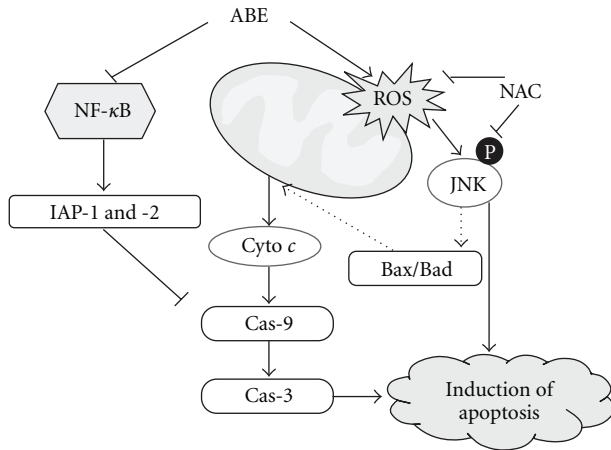 ABE
NF-κB
ROS
NAC
P
JNK
IAP-1 and -2
Cyto c
Bax/Bad
Cas-9
Cas-3
Induction of
apoptosis